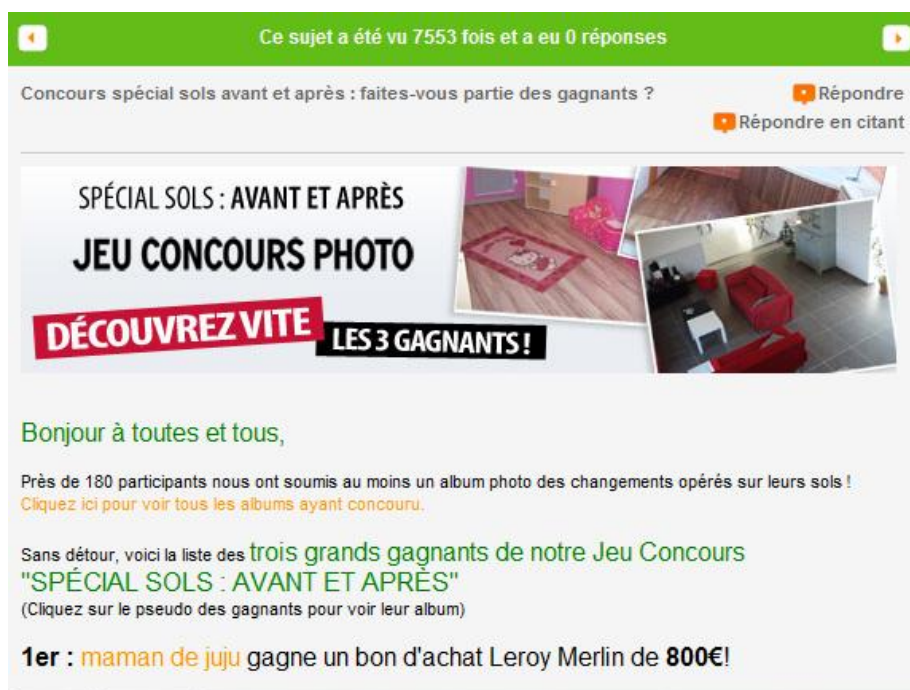 Ce sujet a été vu 7553 fois et a eu 0 réponses
Concours spécial sols avant et après : faites-vous partie des gagnants ?
Répondre
Répondre en citant
SPÉCIAL SOLS : AVANT ET APRÈS
JEU CONCOURS PHOTO
DÉCOUVREZ VITE
LES 3 GAGNANTS !
Bonjour à toutes et tous,
Près de 180 participants nous ont soumis au moins un album photo des changements opérés sur leurs sols !
Cliquez ici pour voir tous les albums ayant concouru.
Sans détour, voici la liste des trois grands gagnants de notre Jeu Concours
"SPÉCIAL SOLS : AVANT ET APRÈS"
(Cliquez sur le pseudo des gagnants pour voir leur album)
1er : maman de juju gagne un bon d'achat Leroy Merlin de 800€!